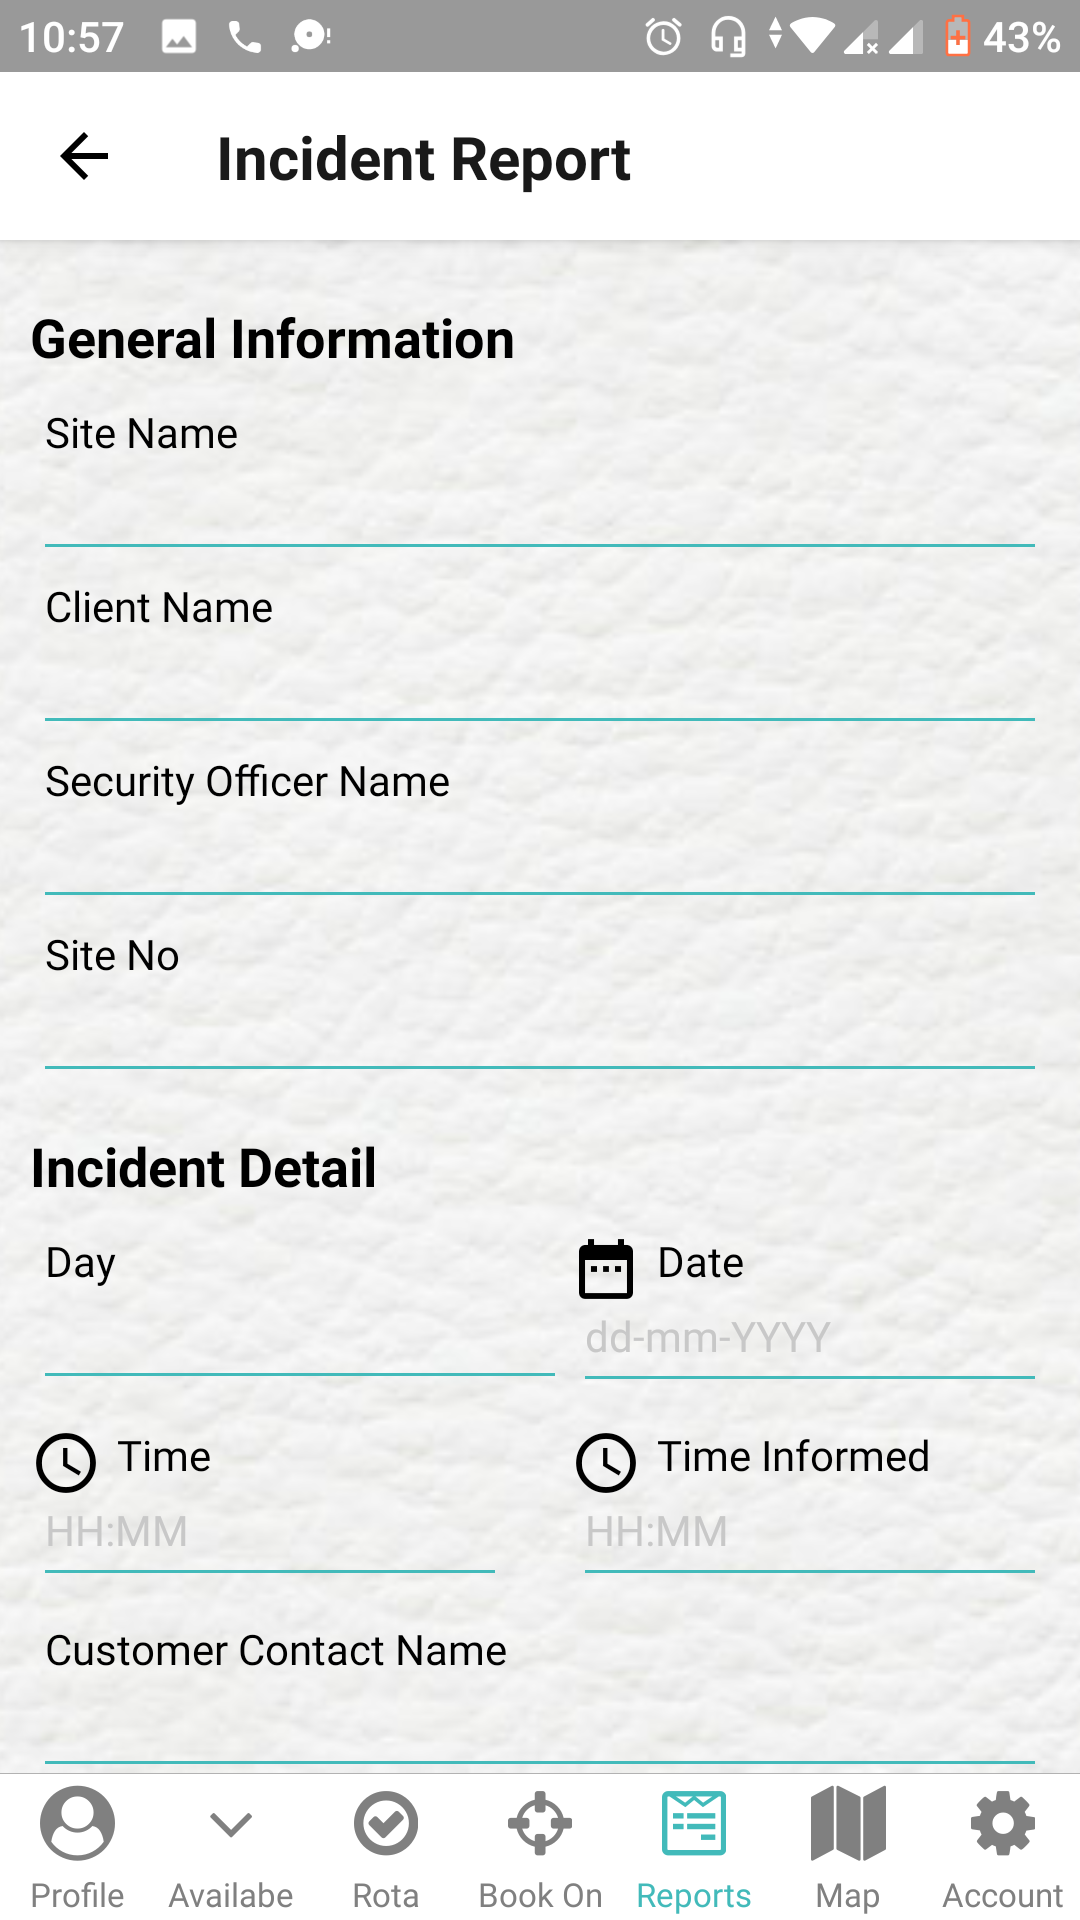 10:57 43%
Incident Report
General Information
Site Name
Client Name
Security Officer Name
Site No
Incident Detail
Day Date
dd-mm-YYYY
Time Time Informed
HH:MM HH:MM
Customer Contact Name
Profile Availabe Rota Book On Reports Map Account